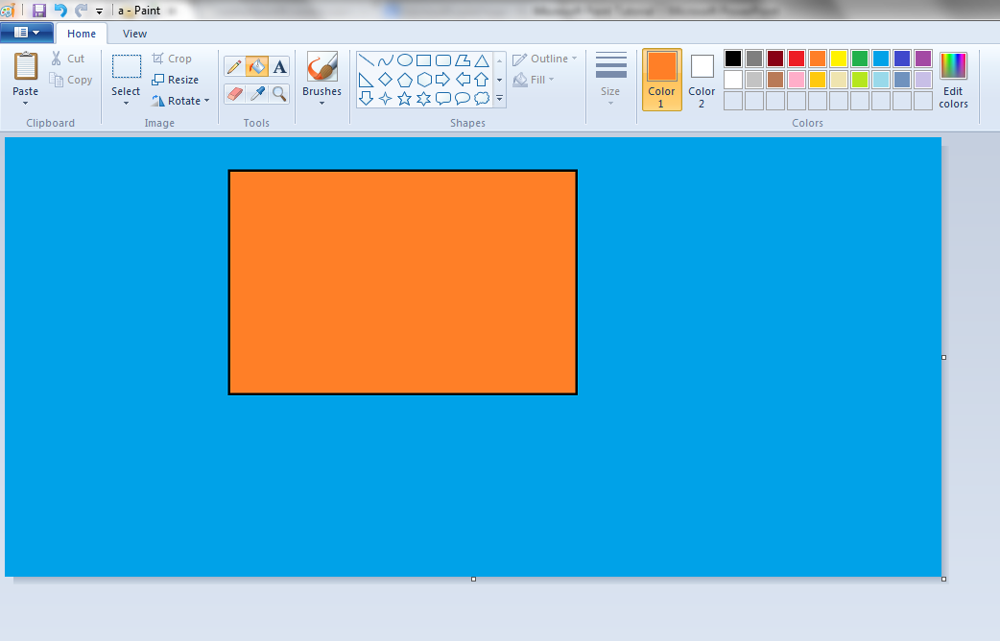 a - Paint
Home View
Paste Cut Copy
Clipboard
Select Crop Resize Rotate
Image
A
Tools
Brushes
Shapes
Outline
Fill
Size
Color 1
Color 2
Edit colors
Colors